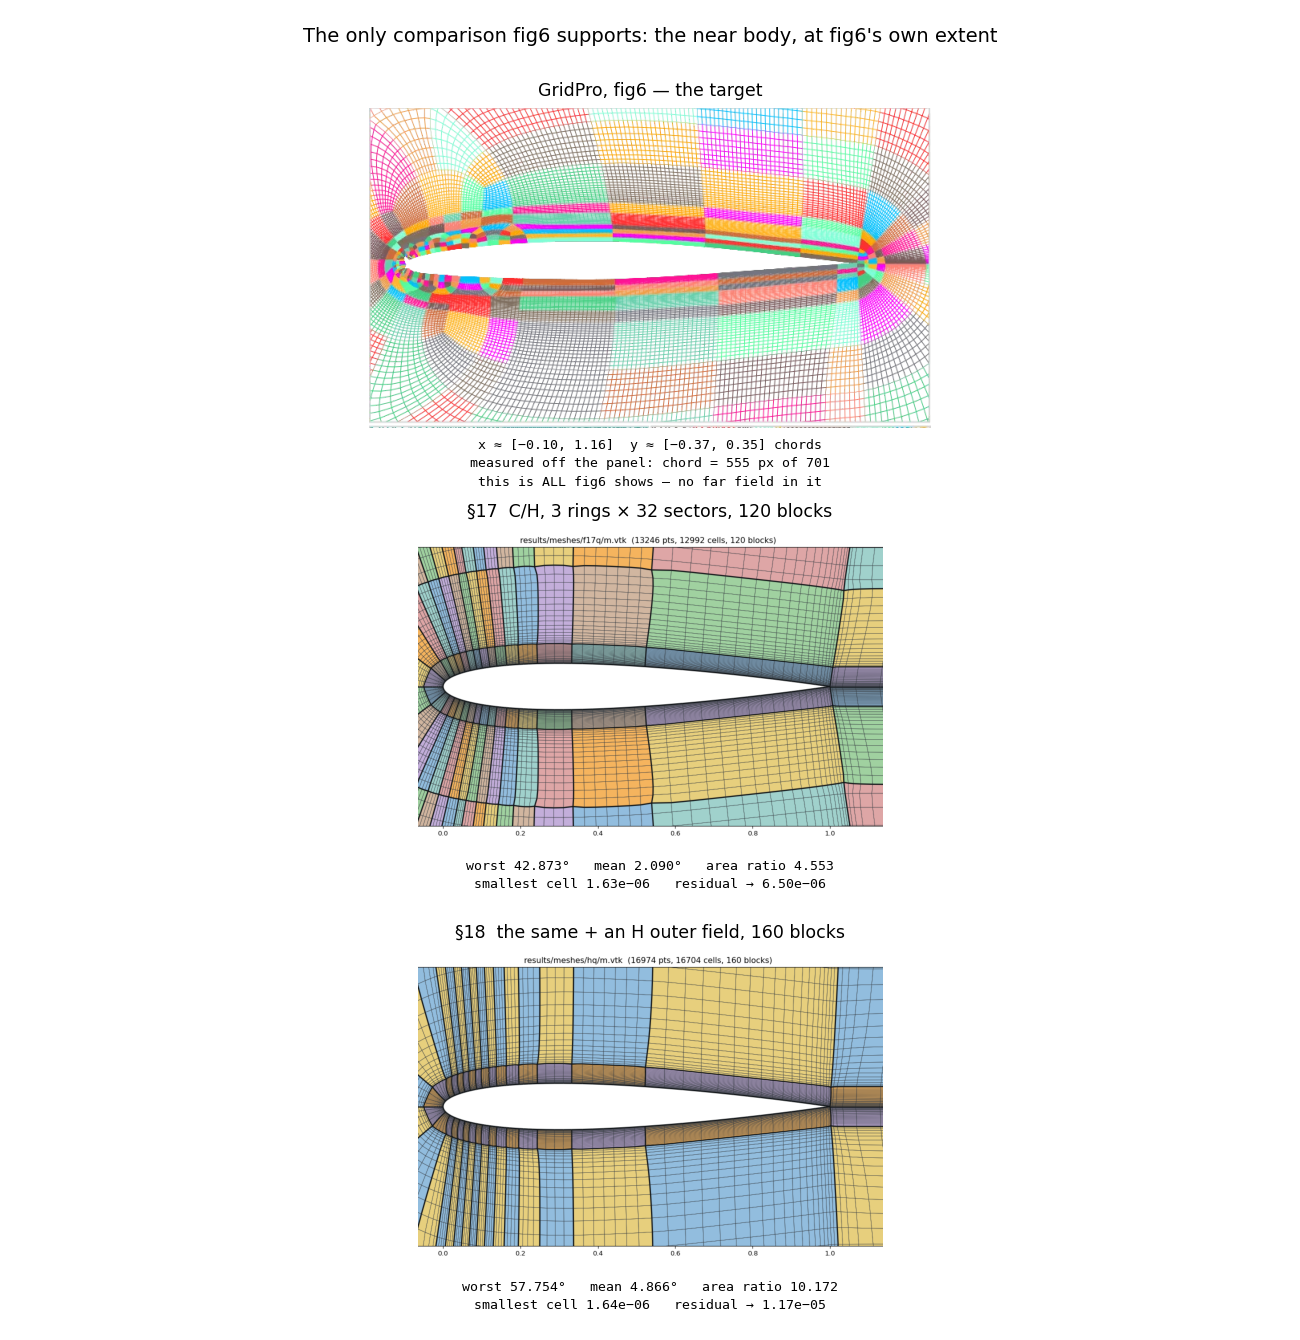 The only comparison fig6 supports: the near body, at fig6's own extent
GridPro, fig6 — the target
x ≈ [−0.10, 1.16]  y ≈ [−0.37, 0.35] chords
measured off the panel: chord = 555 px of 701
this is ALL fig6 shows — no far field in it
§17  C/H, 3 rings × 32 sectors, 120 blocks
results/meshes/f17q/m.vtk  (13246 pts, 12992 cells, 120 blocks)
0.0 0.2 0.4 0.6 0.8 1.0
worst 42.873°   mean 2.090°   area ratio 4.553
smallest cell 1.63e−06   residual → 6.50e−06
§18  the same + an H outer field, 160 blocks
results/meshes/hq/m.vtk  (16974 pts, 16704 cells, 160 blocks)
0.0 0.2 0.4 0.6 0.8 1.0
worst 57.754°   mean 4.866°   area ratio 10.172
smallest cell 1.64e−06   residual → 1.17e−05